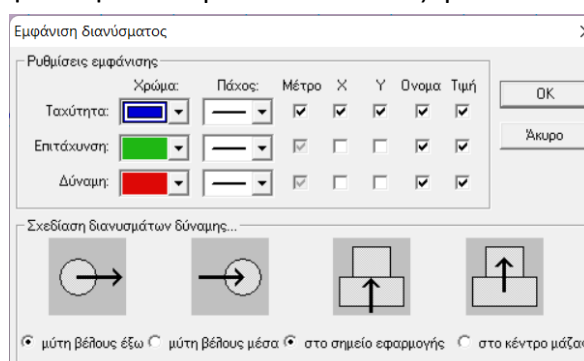 Εμφάνιση διανύσματος
Ρυθμίσεις εμφάνισης
Χρώμα: Πάχος: Μέτρο X Y Ονομα Τιμή
Ταχύτητα:
Επιτάχυνση:
Δύναμη:
OK
Άκυρο
Σχεδίαση διανυσμάτων δύναμης...
μύτη βέλους έξω μύτη βέλους μέσα στο σημείο εφαρμογής στο κέντρο μάζας